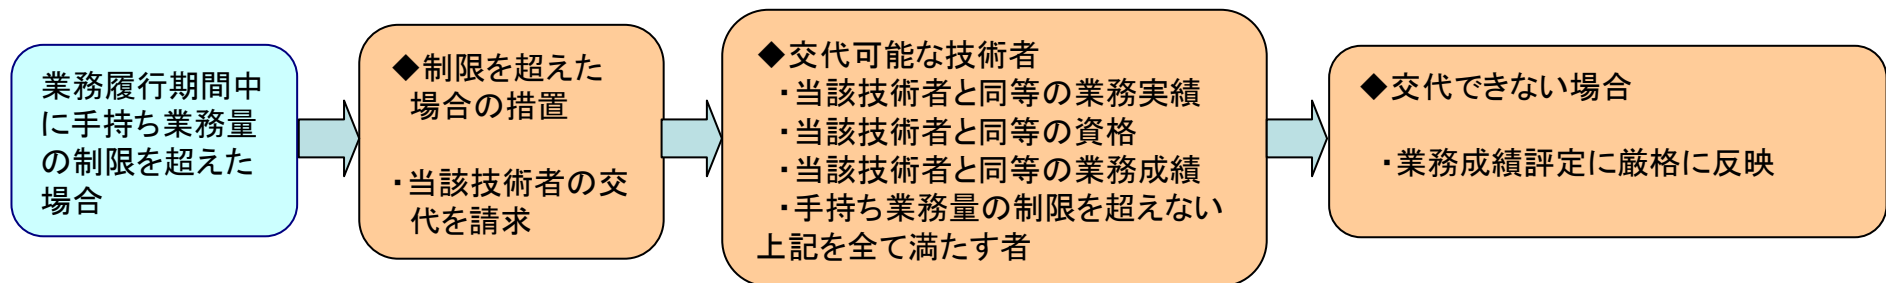 業務履行期間中
に手持ち業務量
の制限を超えた
場合
◆制限を超えた
場合の措置
・当該技術者の交
代を請求
◆交代可能な技術者
・当該技術者と同等の業務実績
・当該技術者と同等の資格
・当該技術者と同等の業務成績
・手持ち業務量の制限を超えない
上記を全て満たす者
◆交代できない場合
・業務成績評定に厳格に反映